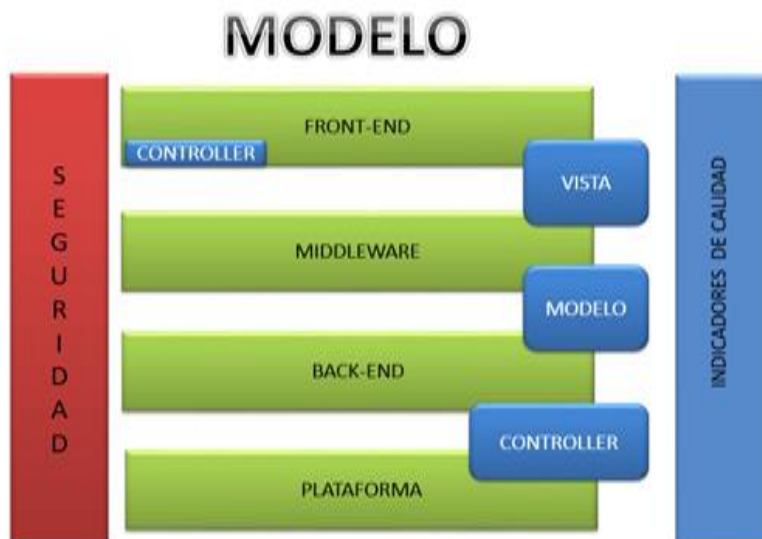 MODELO
SEGURIDAD
FRONT-END
CONTROLLER
VISTA
MIDDLEWARE
MODELO
BACK-END
CONTROLLER
PLATAFORMA
INDICADORES DE CALIDAD